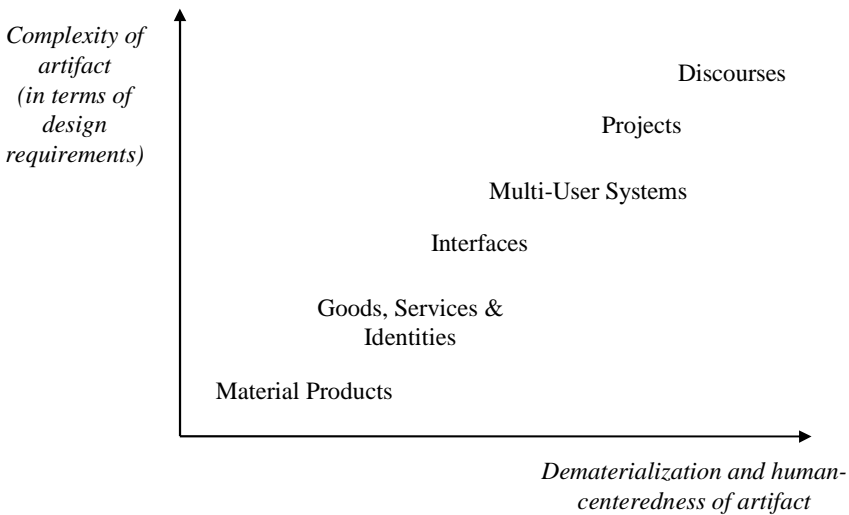 Complexity of
artifact
(in terms of
design
requirements)
Discourses
Projects
Multi-User Systems
Interfaces
Goods, Services &
Identities
Material Products
Dematerialization and human-
centeredness of artifact